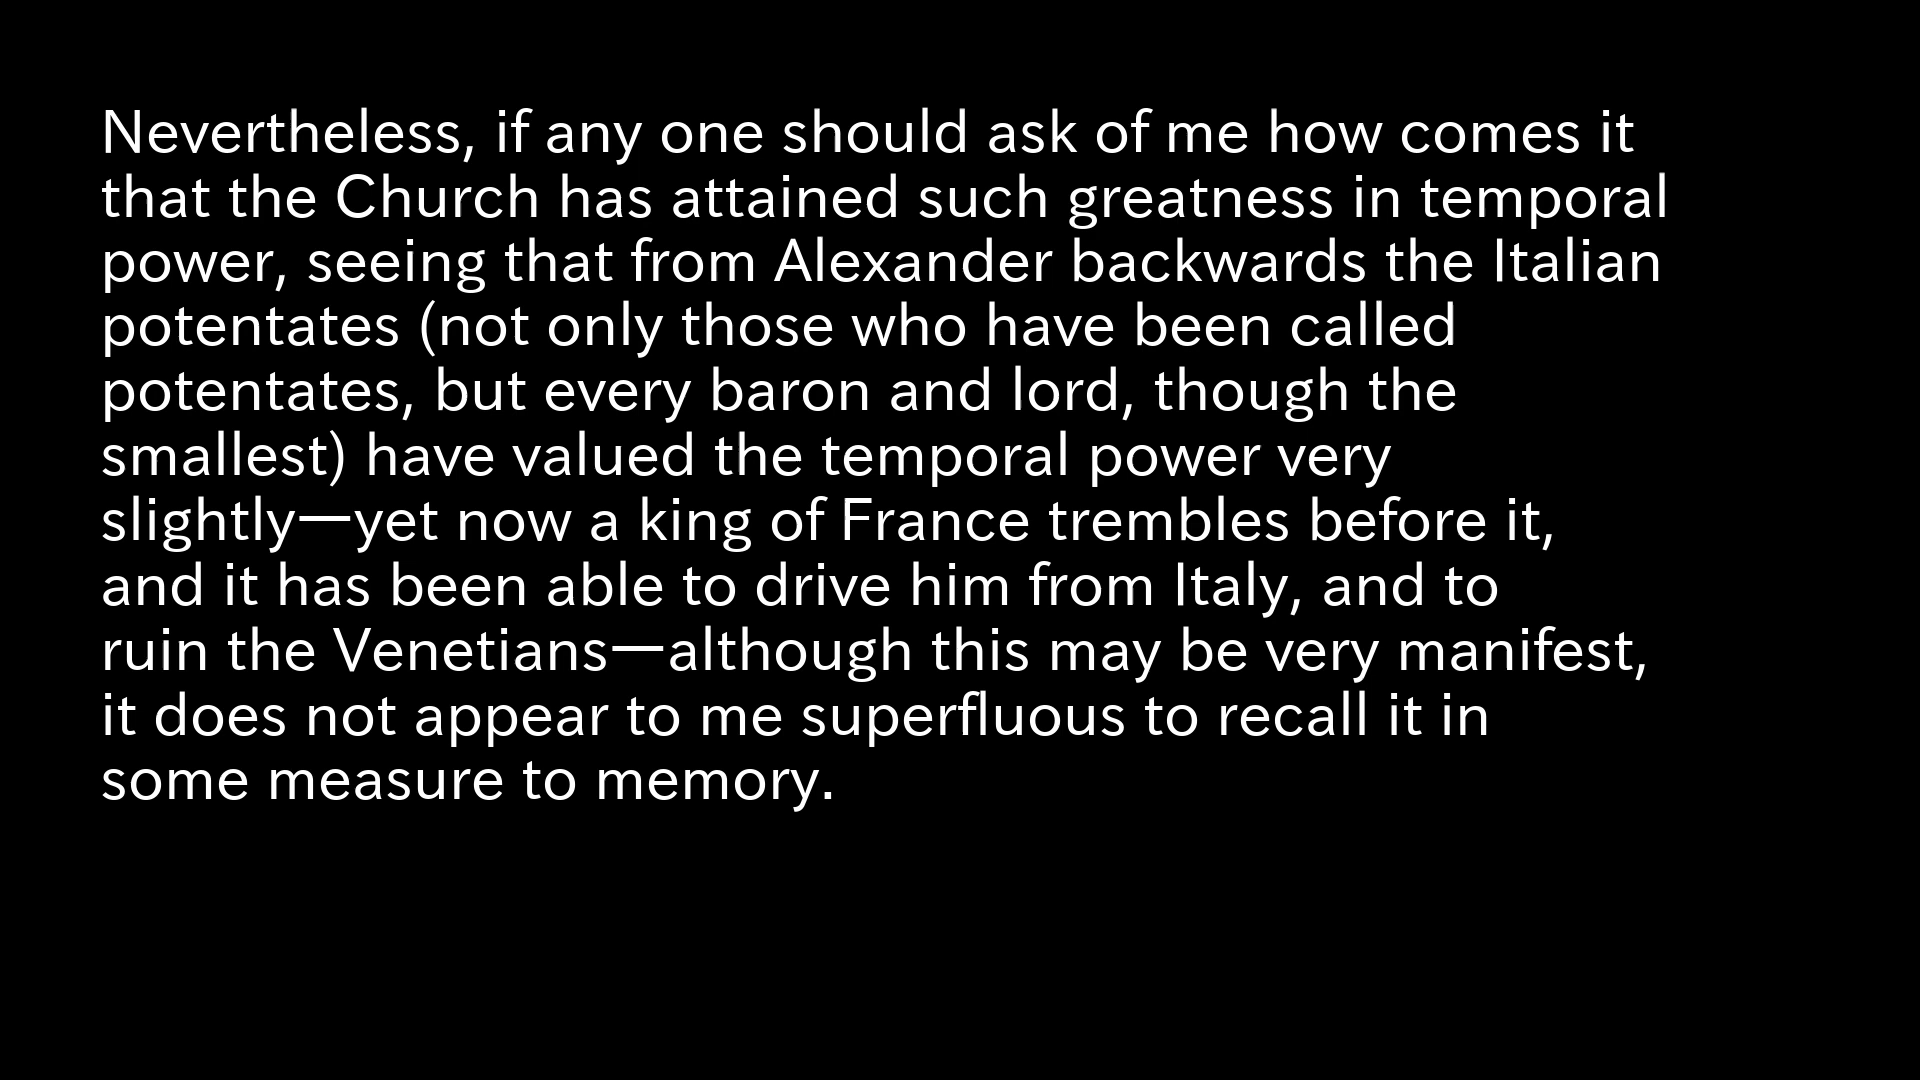 Nevertheless, if any one should ask of me how comes it
that the Church has attained such greatness in temporal
power, seeing that from Alexander backwards the Italian
potentates (not only those who have been called
potentates, but every baron and lord, though the
smallest) have valued the temporal power very
slightly—yet now a king of France trembles before it,
and it has been able to drive him from Italy, and to
ruin the Venetians—although this may be very manifest,
it does not appear to me superfluous to recall it in
some measure to memory.